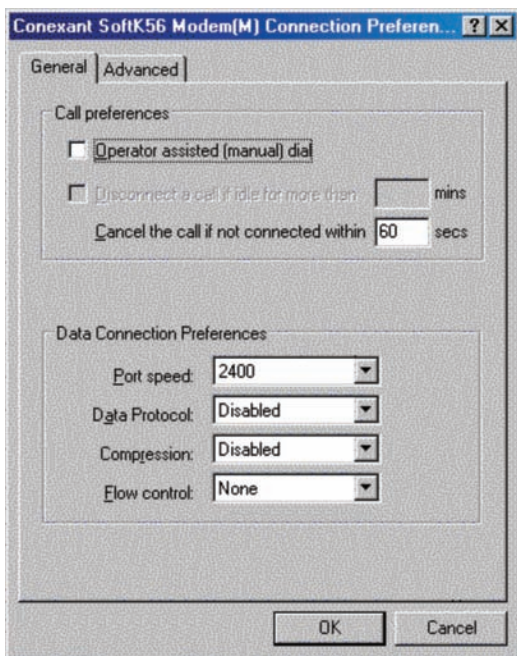 Conexant SoftK56 Modem(M) Connection Preferen...
General
Advanced
Call preferences
Operator assisted (manual) dial
Disconnect a call if idle for more than mins
Cancel the call if not connected within 60 secs
Data Connection Preferences
Port speed: 2400
Data Protocol: Disabled
Compression: Disabled
Flow control: None
OK
Cancel